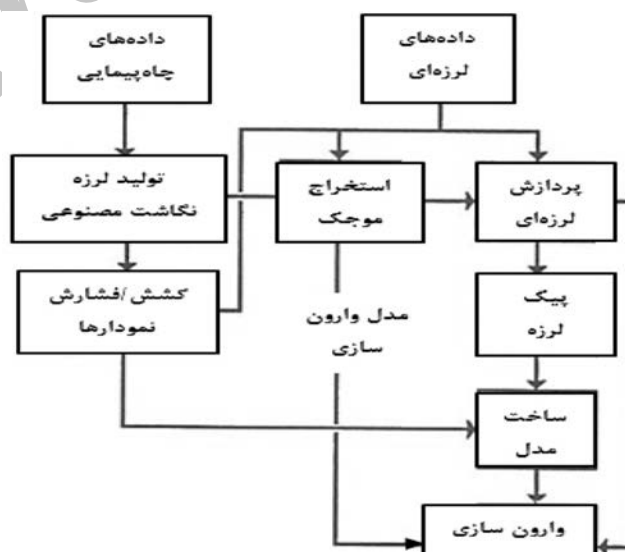 داده‌های
لرزه‌ای
داده‌های
چاه‌پیمایی
پردازش
لرزه‌ای
استخراج
موجک
تولید لرزه
نگاشت مصنوعی
پیک
لرزه
مدل وارون
سازی
کشش/فشارش
نمودارها
ساخت
مدل
وارون سازی